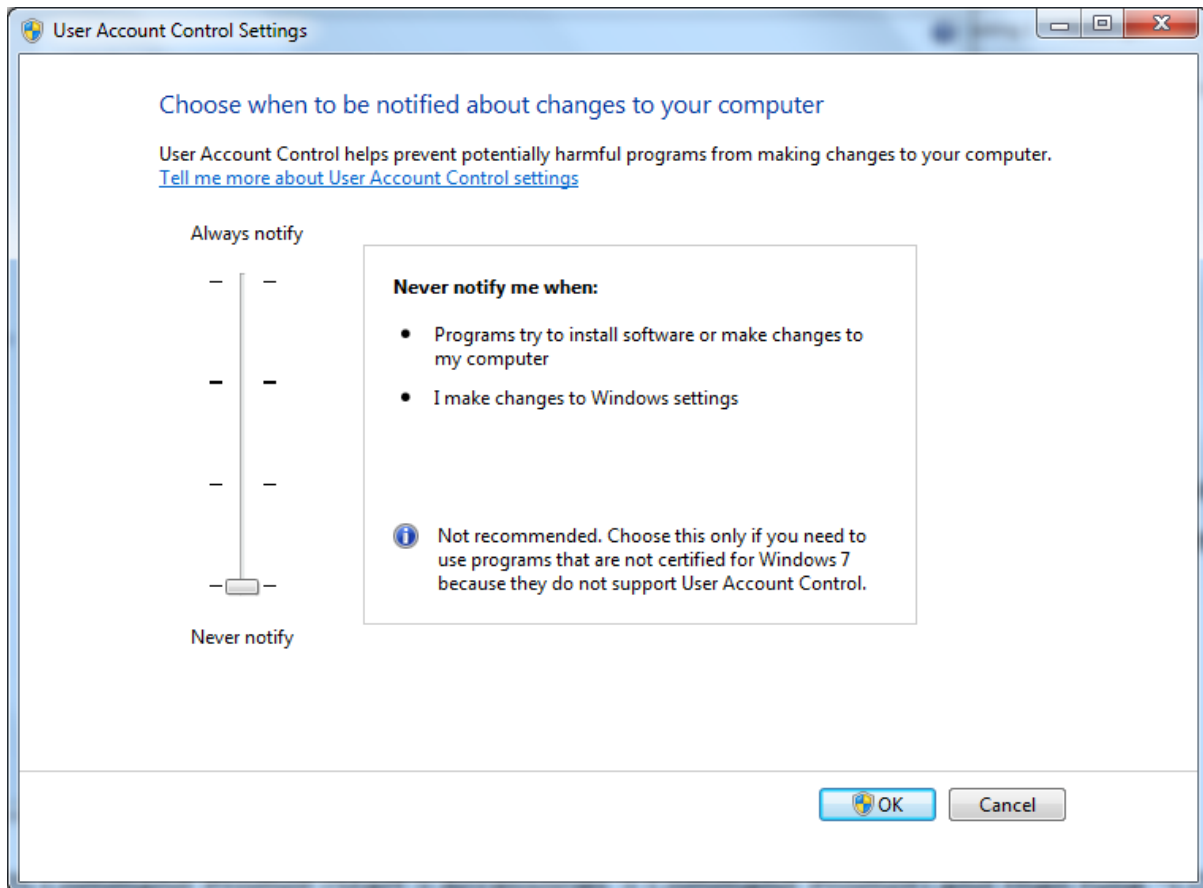 User Account Control Settings
Choose when to be notified about changes to your computer
User Account Control helps prevent potentially harmful programs from making changes to your computer.
Tell me more about User Account Control settings
Always notify
Never notify me when:
Programs try to install software or make changes to
my computer
I make changes to Windows settings
Not recommended. Choose this only if you need to
use programs that are not certified for Windows 7
because they do not support User Account Control.
Never notify
OK
Cancel